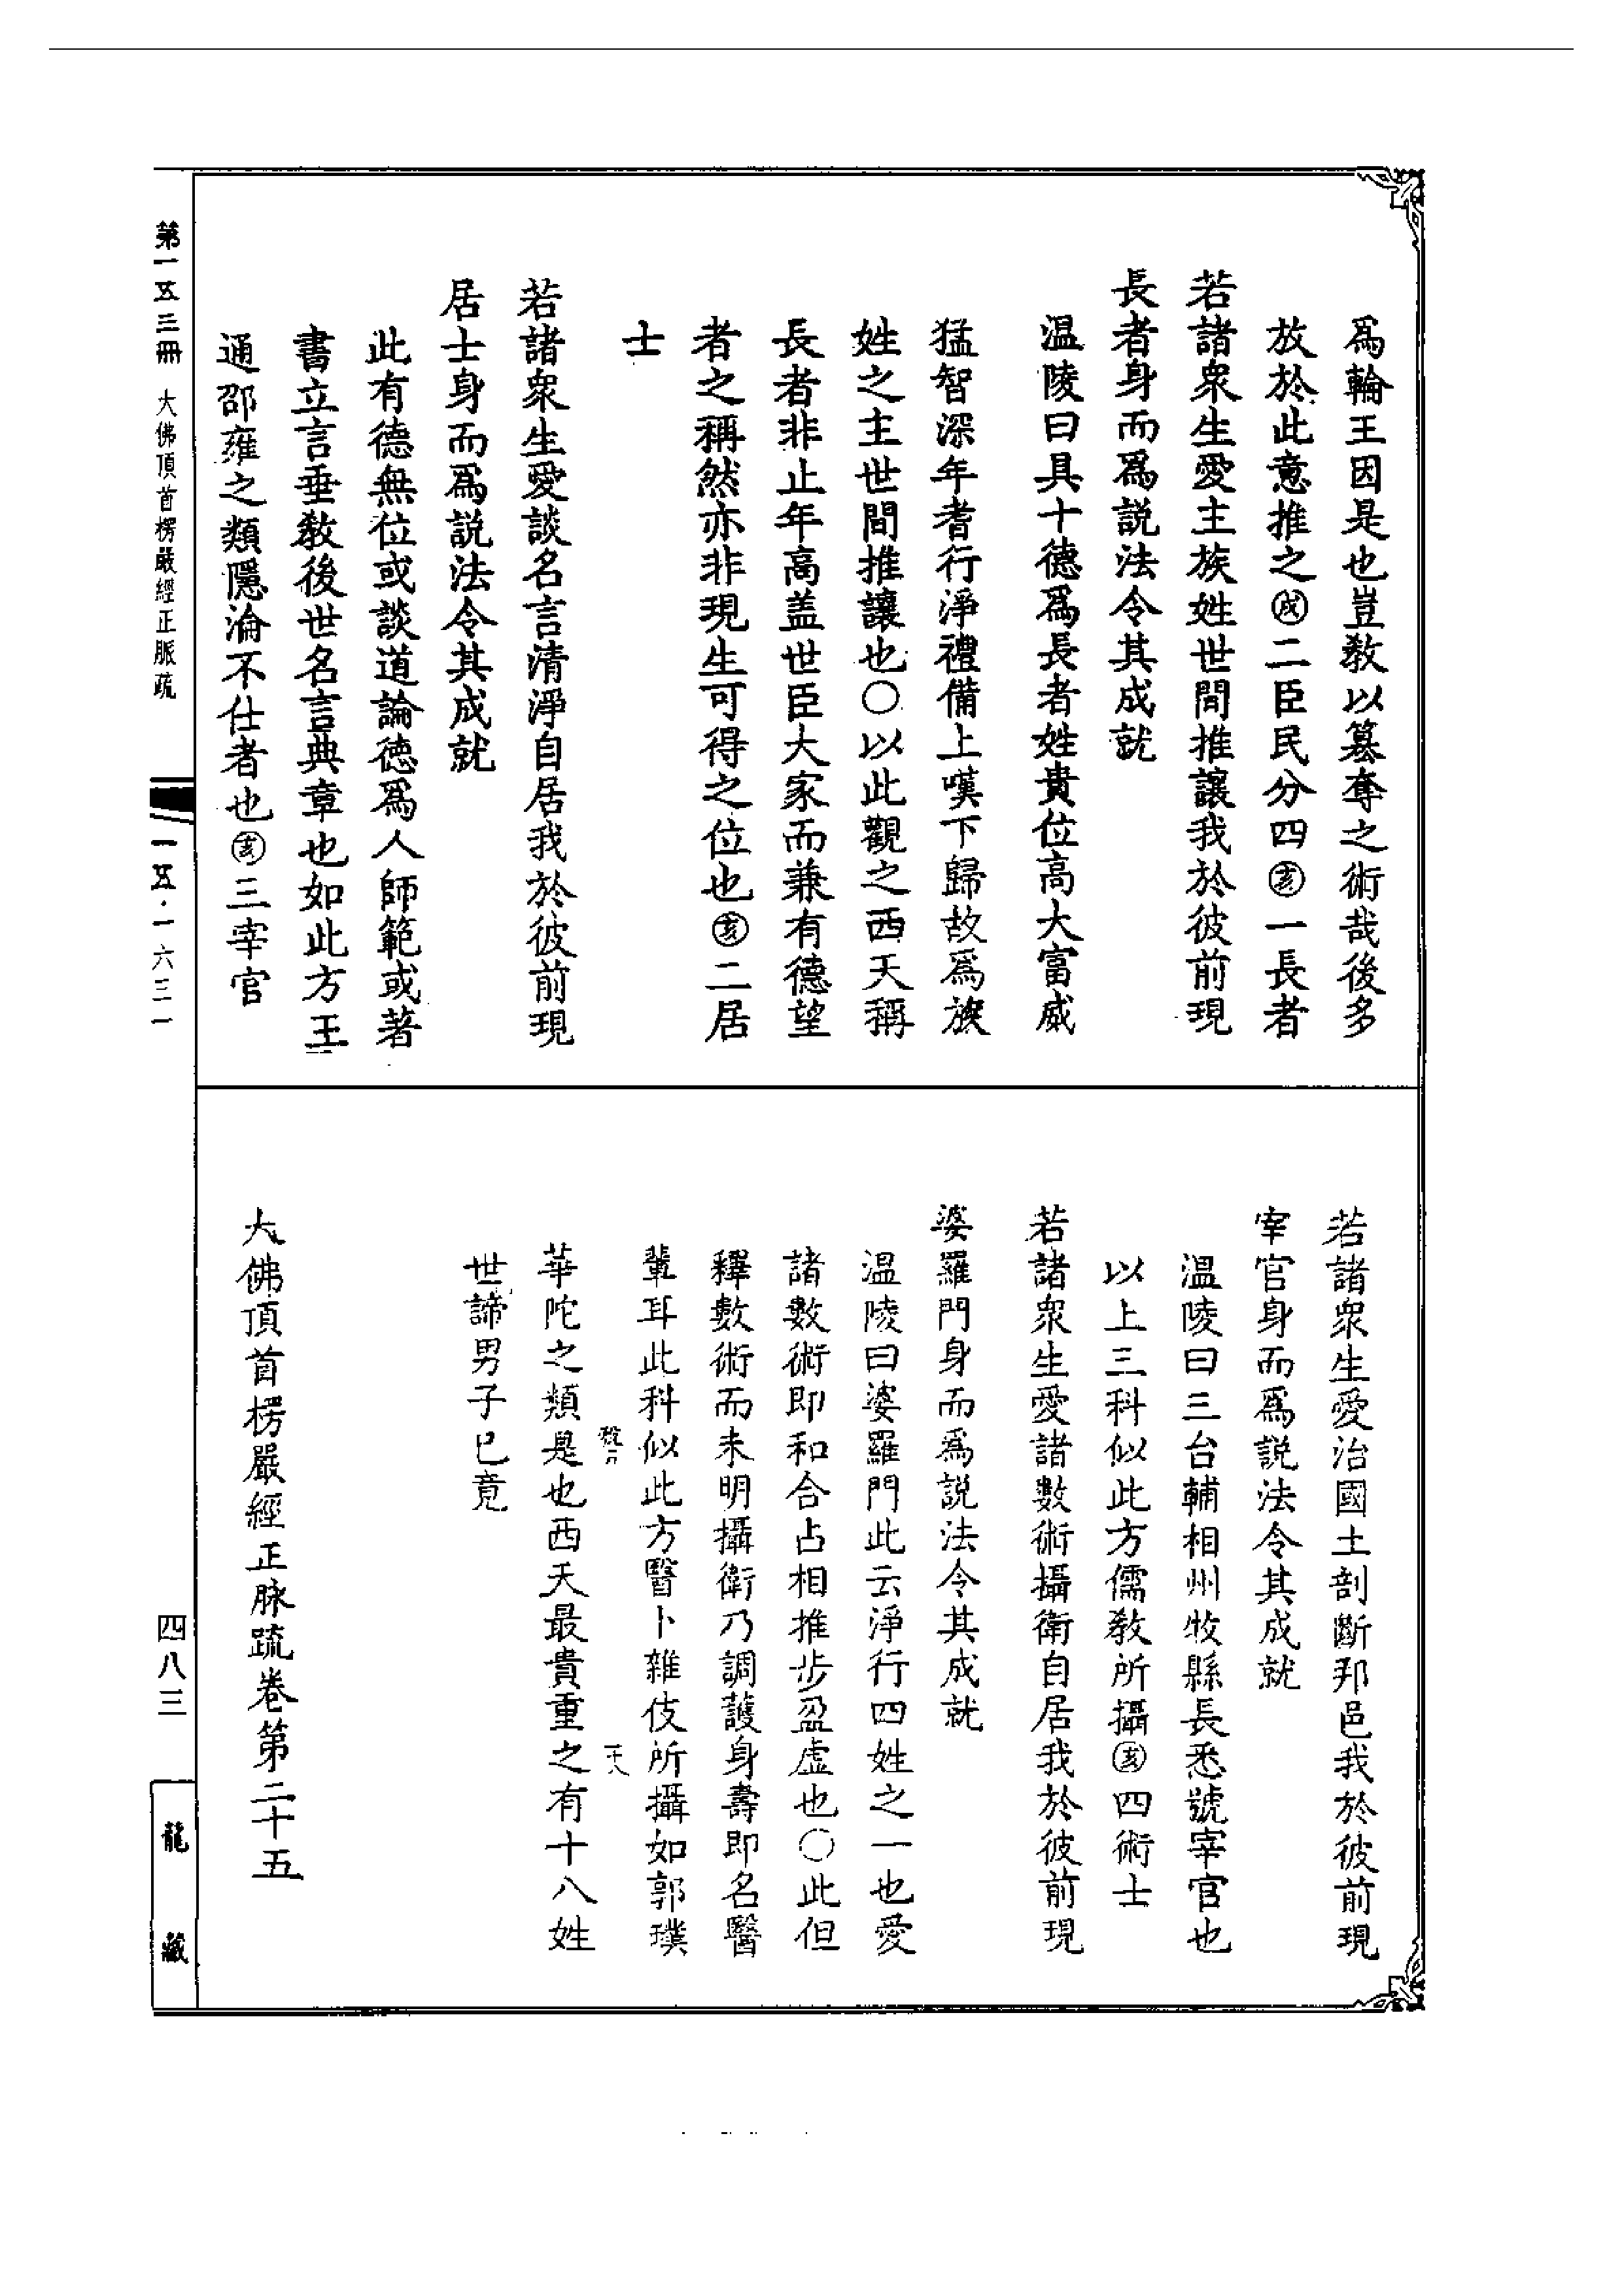 爲輪王因是也豈教以篡奪之術哉後多
放於此意推之㊅二臣民分四㊅一長者
若諸衆生愛主族姓世間推讓我於彼前現
長者身而爲説法令其成就
温陵曰具十德爲長者姓貴位高大富威
猛智深年耆行淨禮備上嘆下歸故爲族
姓之主世間推讓也〇以此觀之西天稱
長者非止年高盖世臣大家而兼有德望
者之稱然亦非現生可得之位也亥二居
士
若諸衆生愛談名言清淨自居我於彼前現
居士身而爲説法令其成就
此有德無位或談道論德爲人師範或著
書立言垂教後世名言典章也如此方王
通邵雍之類隱淪不仕者也亥三宰官
若諸衆生愛治國土剖斷邦邑我於彼前現
宰官身而爲説法令其成就
温陵曰三台輔相州牧縣長悉號宰官也
以上三科似此方儒教所攝亥四術士
若諸衆生愛諸數術攝衛自居我於彼前現
婆羅門身而爲説法令其成就
温陵曰婆羅門此云淨行四姓之一也愛
諸數術即和合占相推步盈虛也〇此但
釋數術而未明攝衛乃調護身壽即名醫
輩耳此科似此方醫卜雜伎所攝如郭璞
華陀之類是也西天最貴重之有十八姓
世諦男子已竟
大佛頂首楞嚴經正脉疏卷第二十五
第一五三冊 大佛頂首楞嚴經正脈疏
一五·一六三一
四八三
龍藏